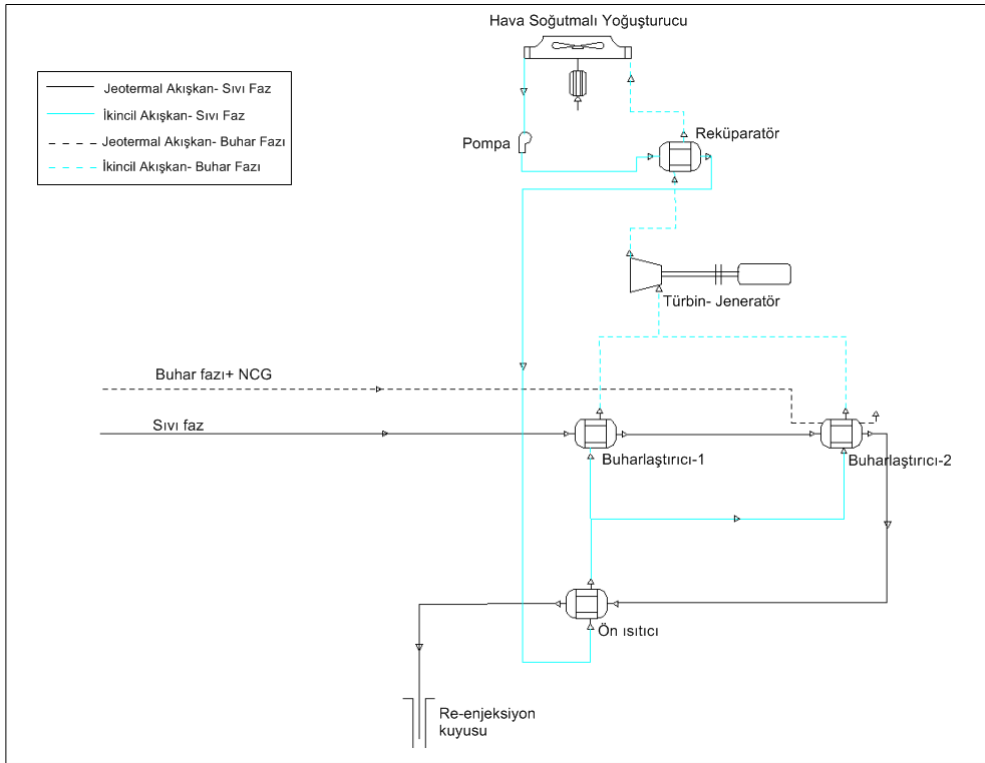 Hava Soğutmalı Yoğuşturucu
Jeotermal Akışkan- Sıvı Faz
İkincil Akışkan- Sıvı Faz
Jeotermal Akışkan- Buhar Fazı
İkincil Akışkan- Buhar Fazı
Pompa
Reküparatör
Türbin- Jeneratör
Buhar fazı+ NCG
Sıvı faz
Buharlaştırıcı-1
Buharlaştırıcı-2
Ön ısıtıcı
Re-enjeksiyon
kuyusu